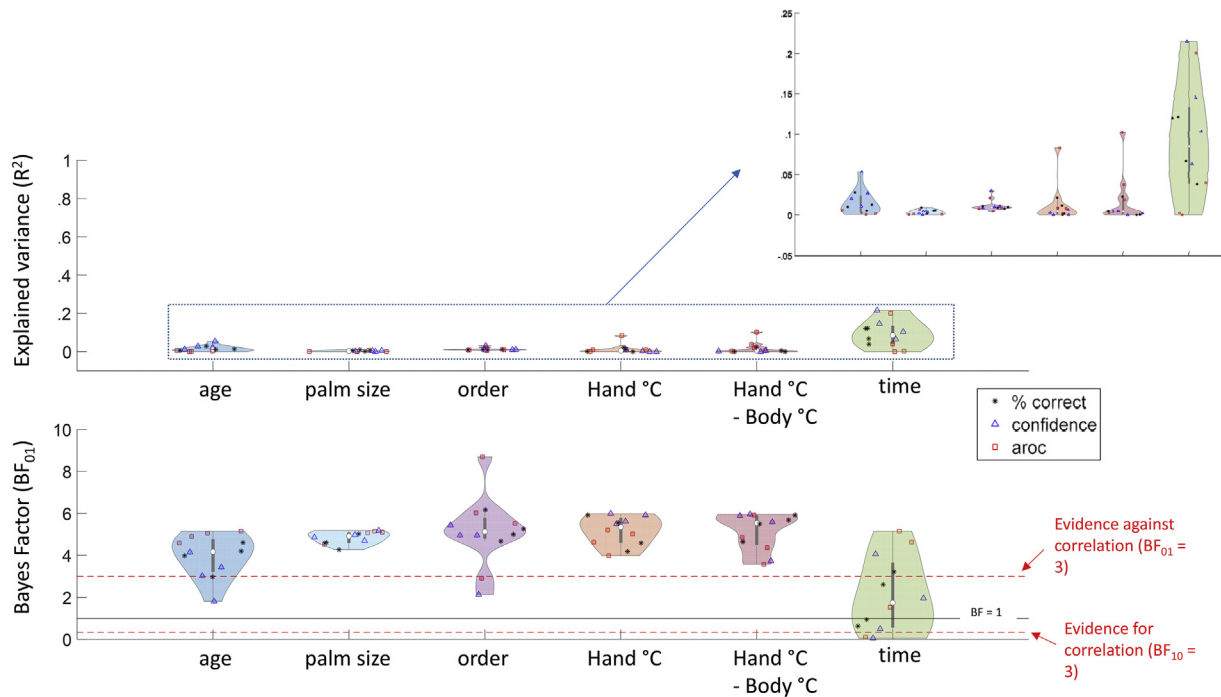 .25
.2
.15
.1
.05
0
-.05
Explained variance (R²)
1
.8
.6
.4
.2
0
age
palm size
order
Hand °C
Hand °C
- Body °C
time
% correct
confidence
aroc
Bayes Factor (BF₀₁)
10
8
6
4
2
0
Evidence against
correlation (BF₀₁ =
3)
BF = 1
Evidence for
correlation (BF₁₀ =
3)
age
palm size
order
Hand °C
Hand °C
- Body °C
time